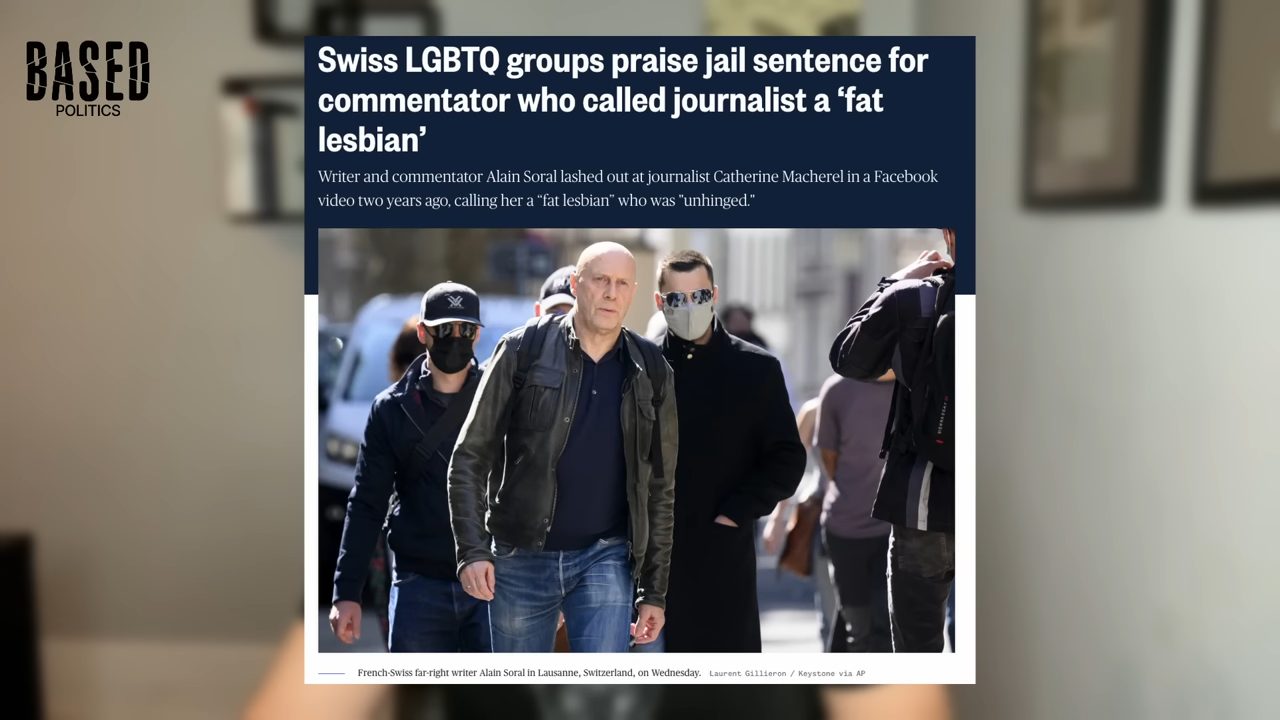 BASED
POLITICS
Swiss LGBTQ groups praise jail sentence for
commentator who called journalist a ‘fat
lesbian’
Writer and commentator Alain Soral lashed out at journalist Catherine Macherel in a Facebook
video two years ago, calling her a “fat lesbian” who was "unhinged."
French-Swiss far-right writer Alain Soral in Lausanne, Switzerland, on Wednesday. Laurent Gillieron / Keystone via AP